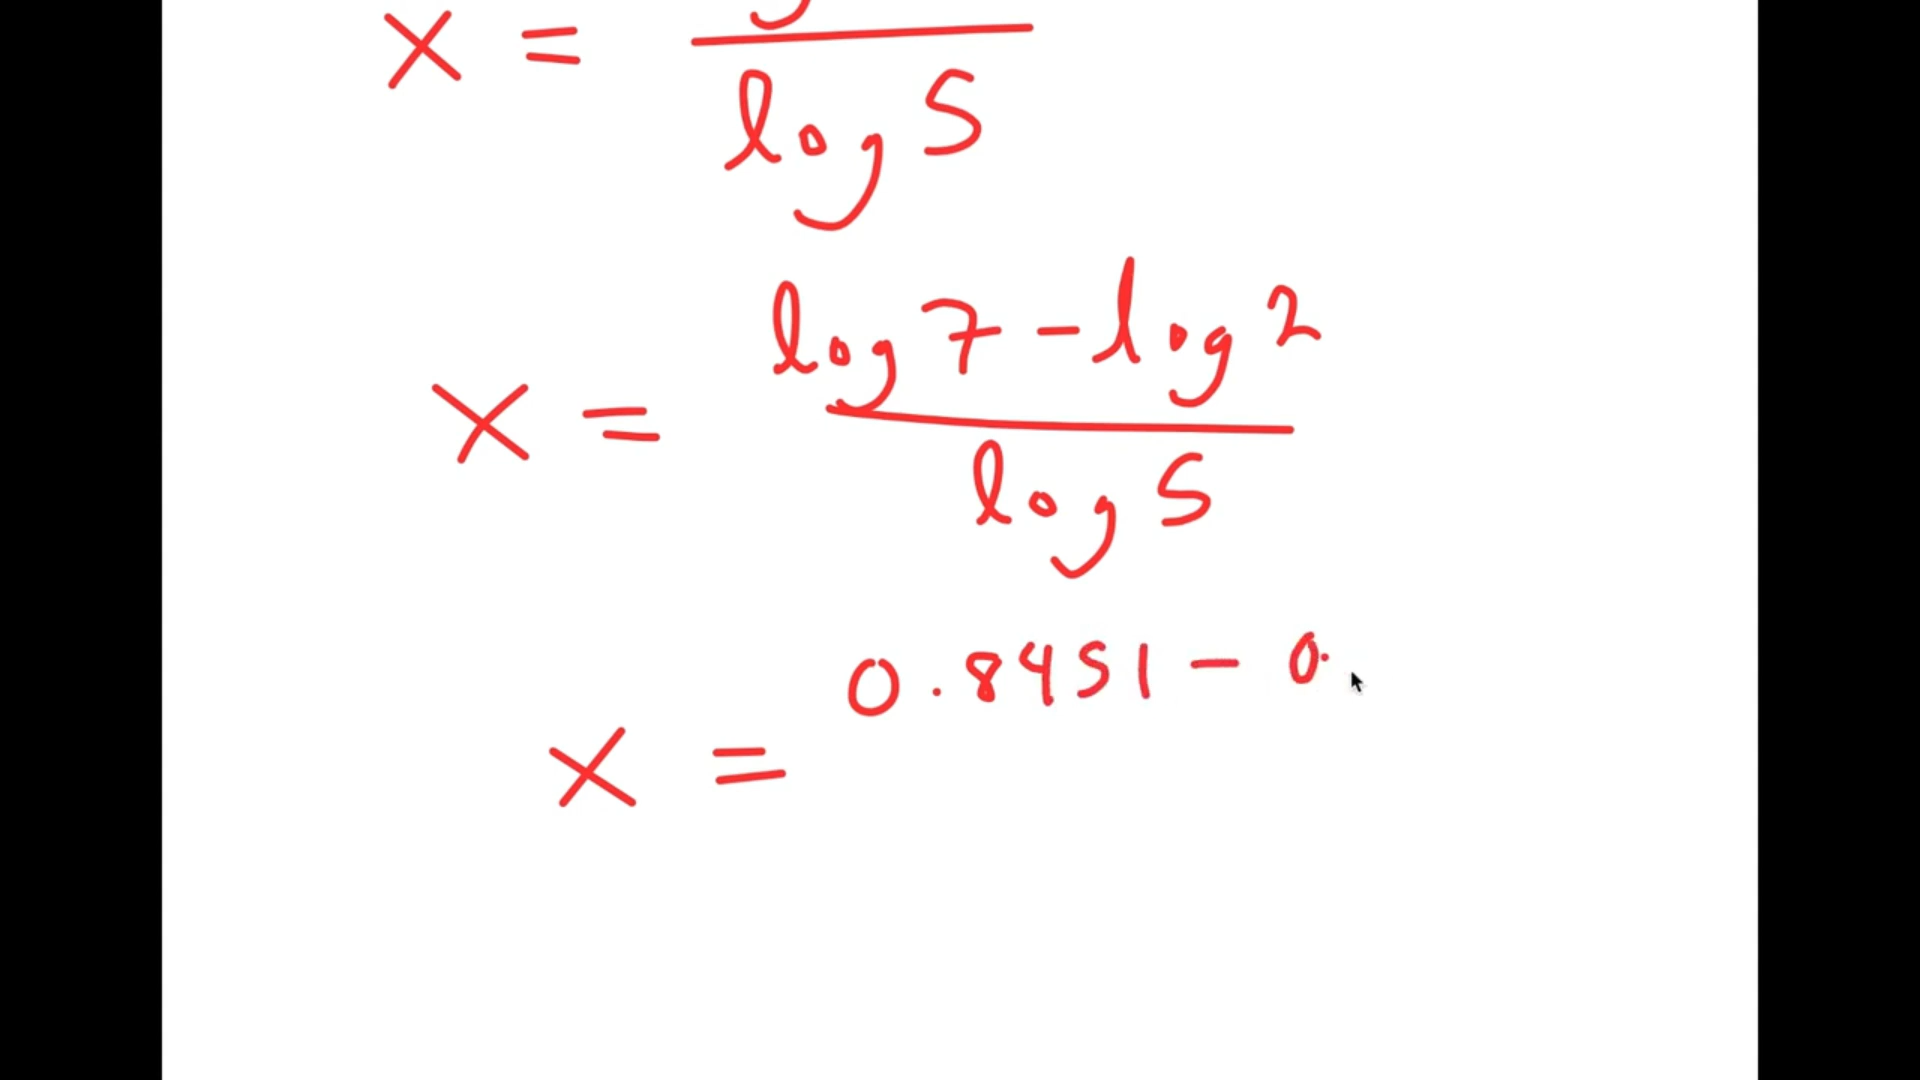 x =
log 5
log 7 - log 2
x =
log 5
0.8451 - 0.
x =